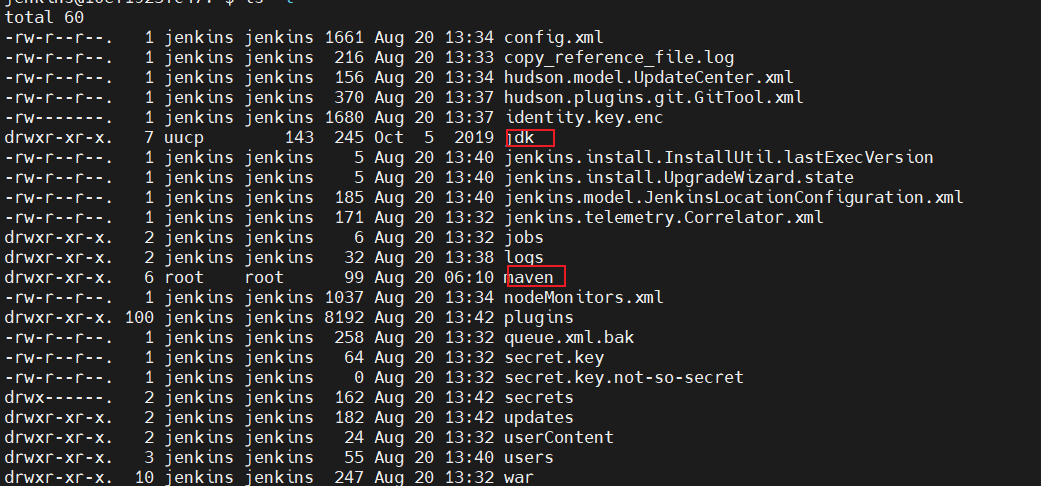 total 60
-rw-r--r--. 1 jenkins jenkins 1661 Aug 20 13:34 config.xml
-rw-r--r--. 1 jenkins jenkins 216 Aug 20 13:33 copy_reference_file.log
-rw-r--r--. 1 jenkins jenkins 156 Aug 20 13:34 hudson.model.UpdateCenter.xml
-rw-r--r--. 1 jenkins jenkins 370 Aug 20 13:37 hudson.plugins.git.GitTool.xml
-rw-------. 1 jenkins jenkins 1680 Aug 20 13:37 identity.key.enc
drwxr-xr-x. 7 uucp 143 245 Oct 5 2019 jdk
-rw-r--r--. 1 jenkins jenkins 5 Aug 20 13:40 jenkins.install.InstallUtil.lastExecVersion
-rw-r--r--. 1 jenkins jenkins 5 Aug 20 13:40 jenkins.install.UpgradeWizard.state
-rw-r--r--. 1 jenkins jenkins 185 Aug 20 13:40 jenkins.model.JenkinsLocationConfiguration.xml
-rw-r--r--. 1 jenkins jenkins 171 Aug 20 13:32 jenkins.telemetry.Correlator.xml
drwxr-xr-x. 2 jenkins jenkins 6 Aug 20 13:32 jobs
drwxr-xr-x. 2 jenkins jenkins 32 Aug 20 13:38 logs
drwxr-xr-x. 6 root root 99 Aug 20 06:10 maven
-rw-r--r--. 1 jenkins jenkins 1037 Aug 20 13:34 nodeMonitors.xml
drwxr-xr-x. 100 jenkins jenkins 8192 Aug 20 13:42 plugins
-rw-r--r--. 1 jenkins jenkins 258 Aug 20 13:32 queue.xml.bak
-rw-r--r--. 1 jenkins jenkins 64 Aug 20 13:32 secret.key
-rw-r--r--. 1 jenkins jenkins 0 Aug 20 13:32 secret.key.not-so-secret
drwx------. 2 jenkins jenkins 162 Aug 20 13:42 secrets
drwxr-xr-x. 2 jenkins jenkins 182 Aug 20 13:42 updates
drwxr-xr-x. 2 jenkins jenkins 24 Aug 20 13:32 userContent
drwxr-xr-x. 3 jenkins jenkins 55 Aug 20 13:40 users
drwxr-xr-x. 10 jenkins jenkins 247 Aug 20 13:32 war